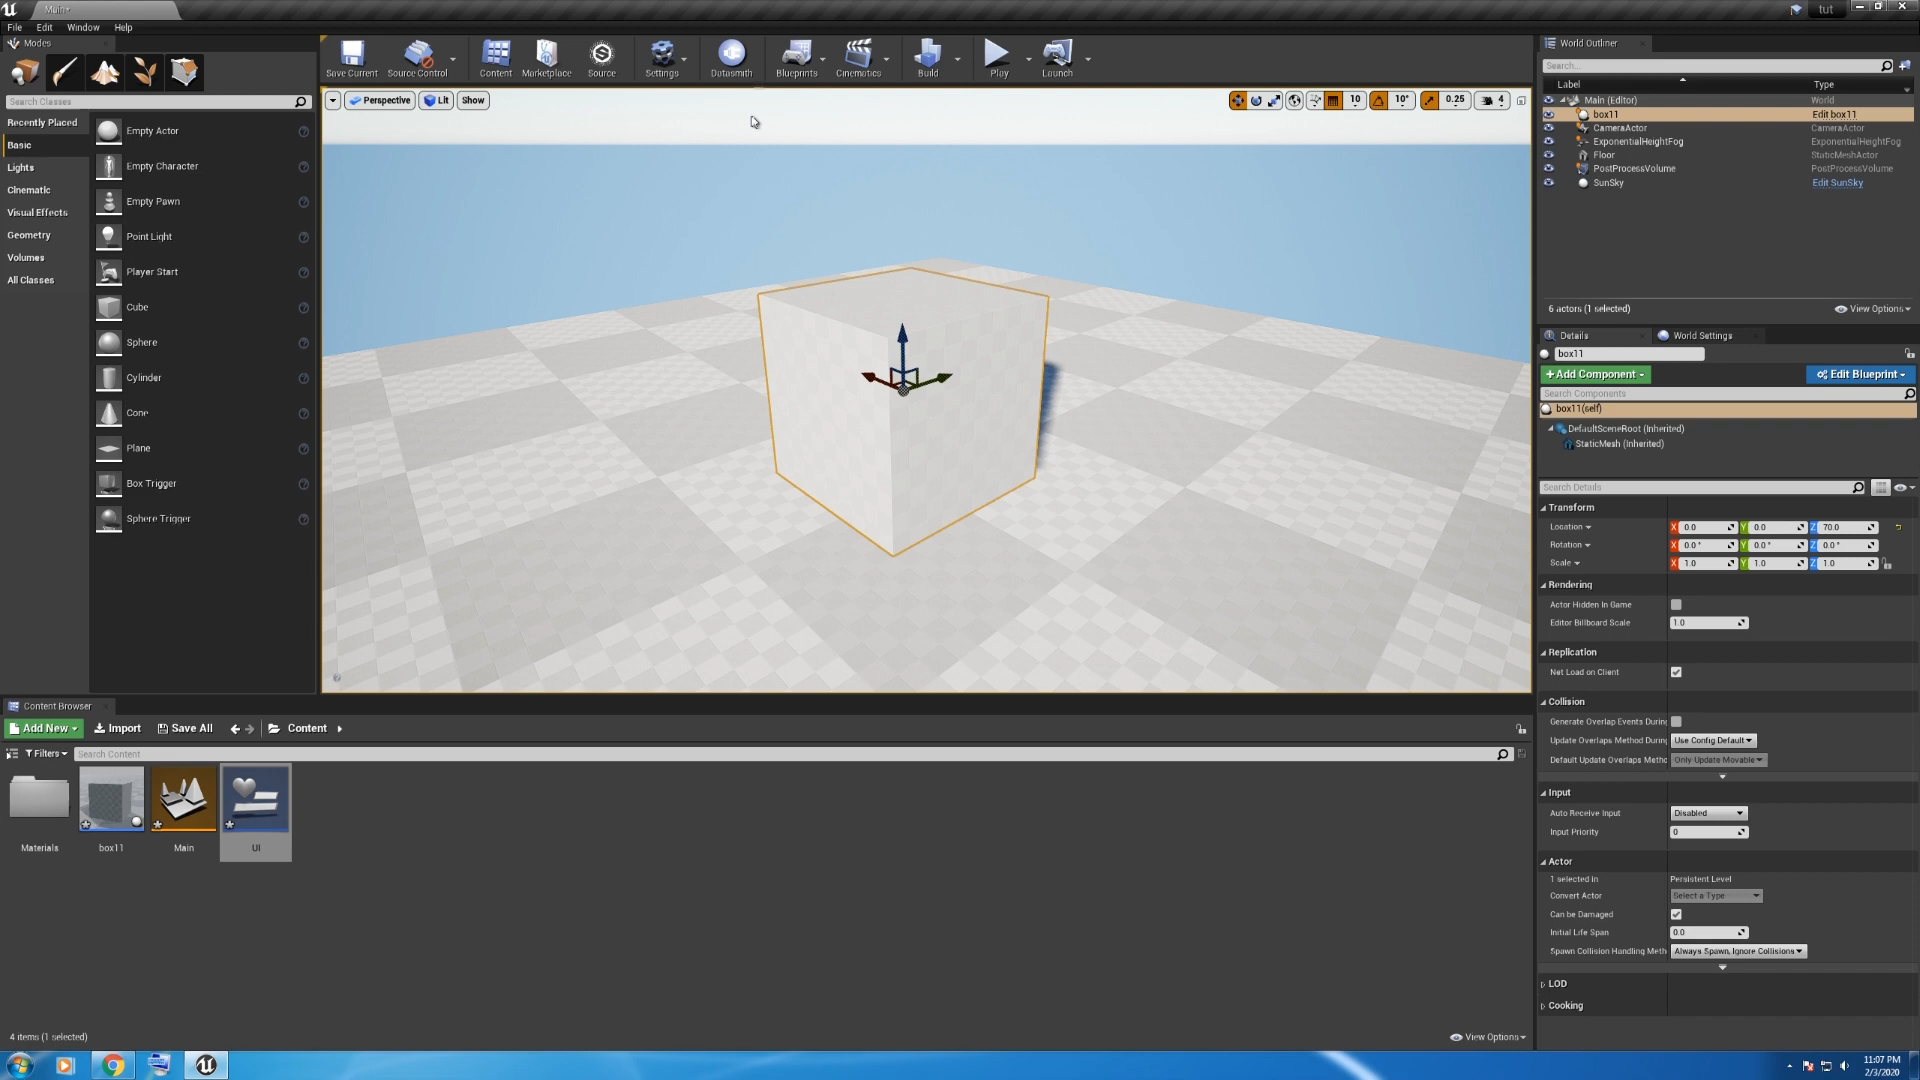 Main*
tut
File Edit Window Help
Modes
Search Classes
Recently Placed
Basic
Lights
Cinematic
Visual Effects
Geometry
Volumes
All Classes
Empty Actor
Empty Character
Empty Pawn
Point Light
Player Start
Cube
Sphere
Cylinder
Cone
Plane
Box Trigger
Sphere Trigger
Save Current Source Control Content Marketplace Source Settings Datasmith Blueprints Cinematics Build Play Launch
Perspective Lit Show
10 10° 0.25 4
World Outliner
Search...
Label Type
Main (Editor) World
box11 Edit box11
CameraActor CameraActor
ExponentialHeightFog ExponentialHeightFog
Floor StaticMeshActor
PostProcessVolume PostProcessVolume
SunSky Edit SunSky
6 actors (1 selected) View Options
Details World Settings
box11
+Add Component Edit Blueprint
Search Components
box11(self)
DefaultSceneRoot (Inherited)
StaticMesh (Inherited)
Search Details
Transform
Location X 0.0 Y 0.0 Z 70.0
Rotation X 0.0° Y 0.0° Z 0.0°
Scale X 1.0 Y 1.0 Z 1.0
Rendering
Actor Hidden In Game
Editor Billboard Scale 1.0
Replication
Net Load on Client
Collision
Generate Overlap Events During
Update Overlaps Method During Use Config Default
Default Update Overlaps Metho Only Update Movable
Input
Auto Receive Input Disabled
Input Priority 0
Actor
1 selected in Persistent Level
Convert Actor Select a Type
Can be Damaged
Initial Life Span 0.0
Spawn Collision Handling Meth Always Spawn, Ignore Collisions
LOD
Cooking
Content Browser
Add New Import Save All Content
Filters Search Content
Materials box11 Main UI
4 items (1 selected) View Options
11:07 PM
2/3/2020